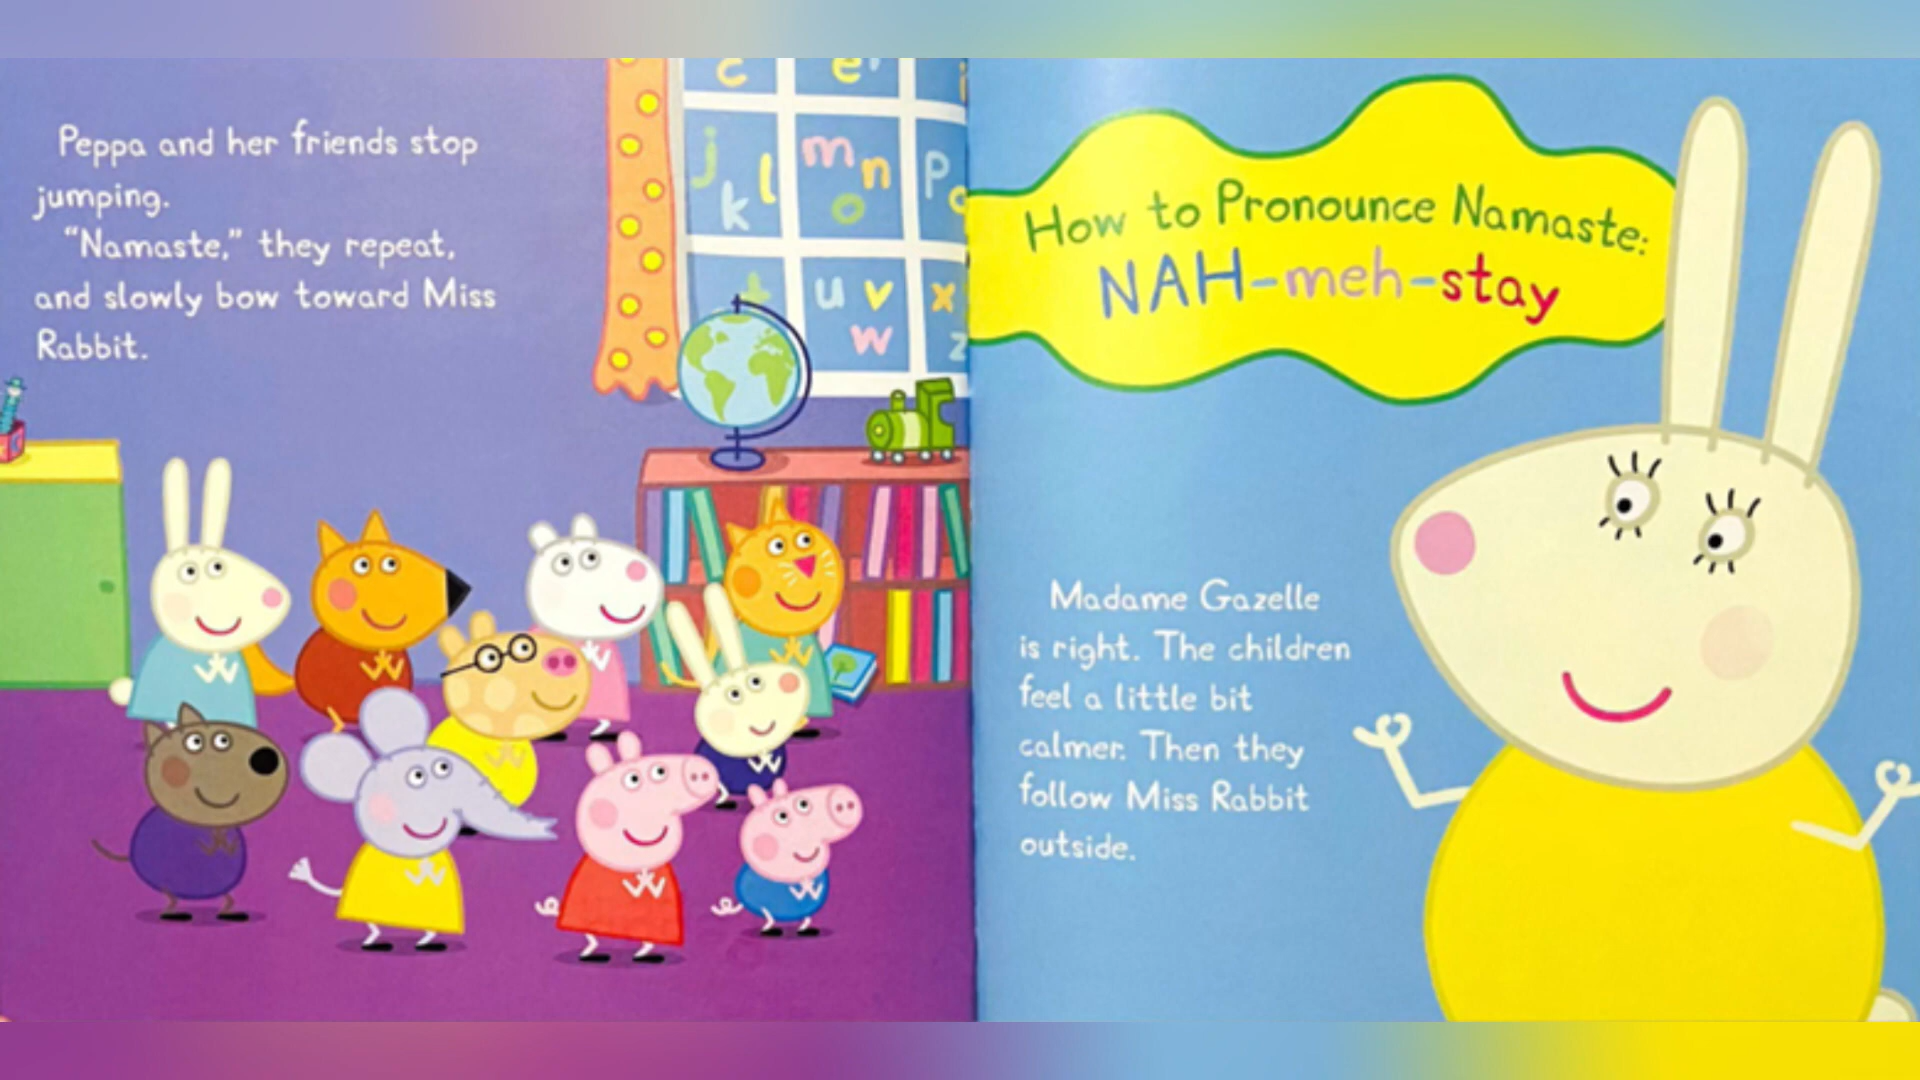 Peppa and her friends stop
jumping.
“Namaste,” they repeat,
and slowly bow toward Miss
Rabbit.
c e
j k l m n o p
t u v w x z
How to Pronounce Namaste:
NAH-meh-stay
Madame Gazelle
is right. The children
feel a little bit
calmer. Then they
follow Miss Rabbit
outside.